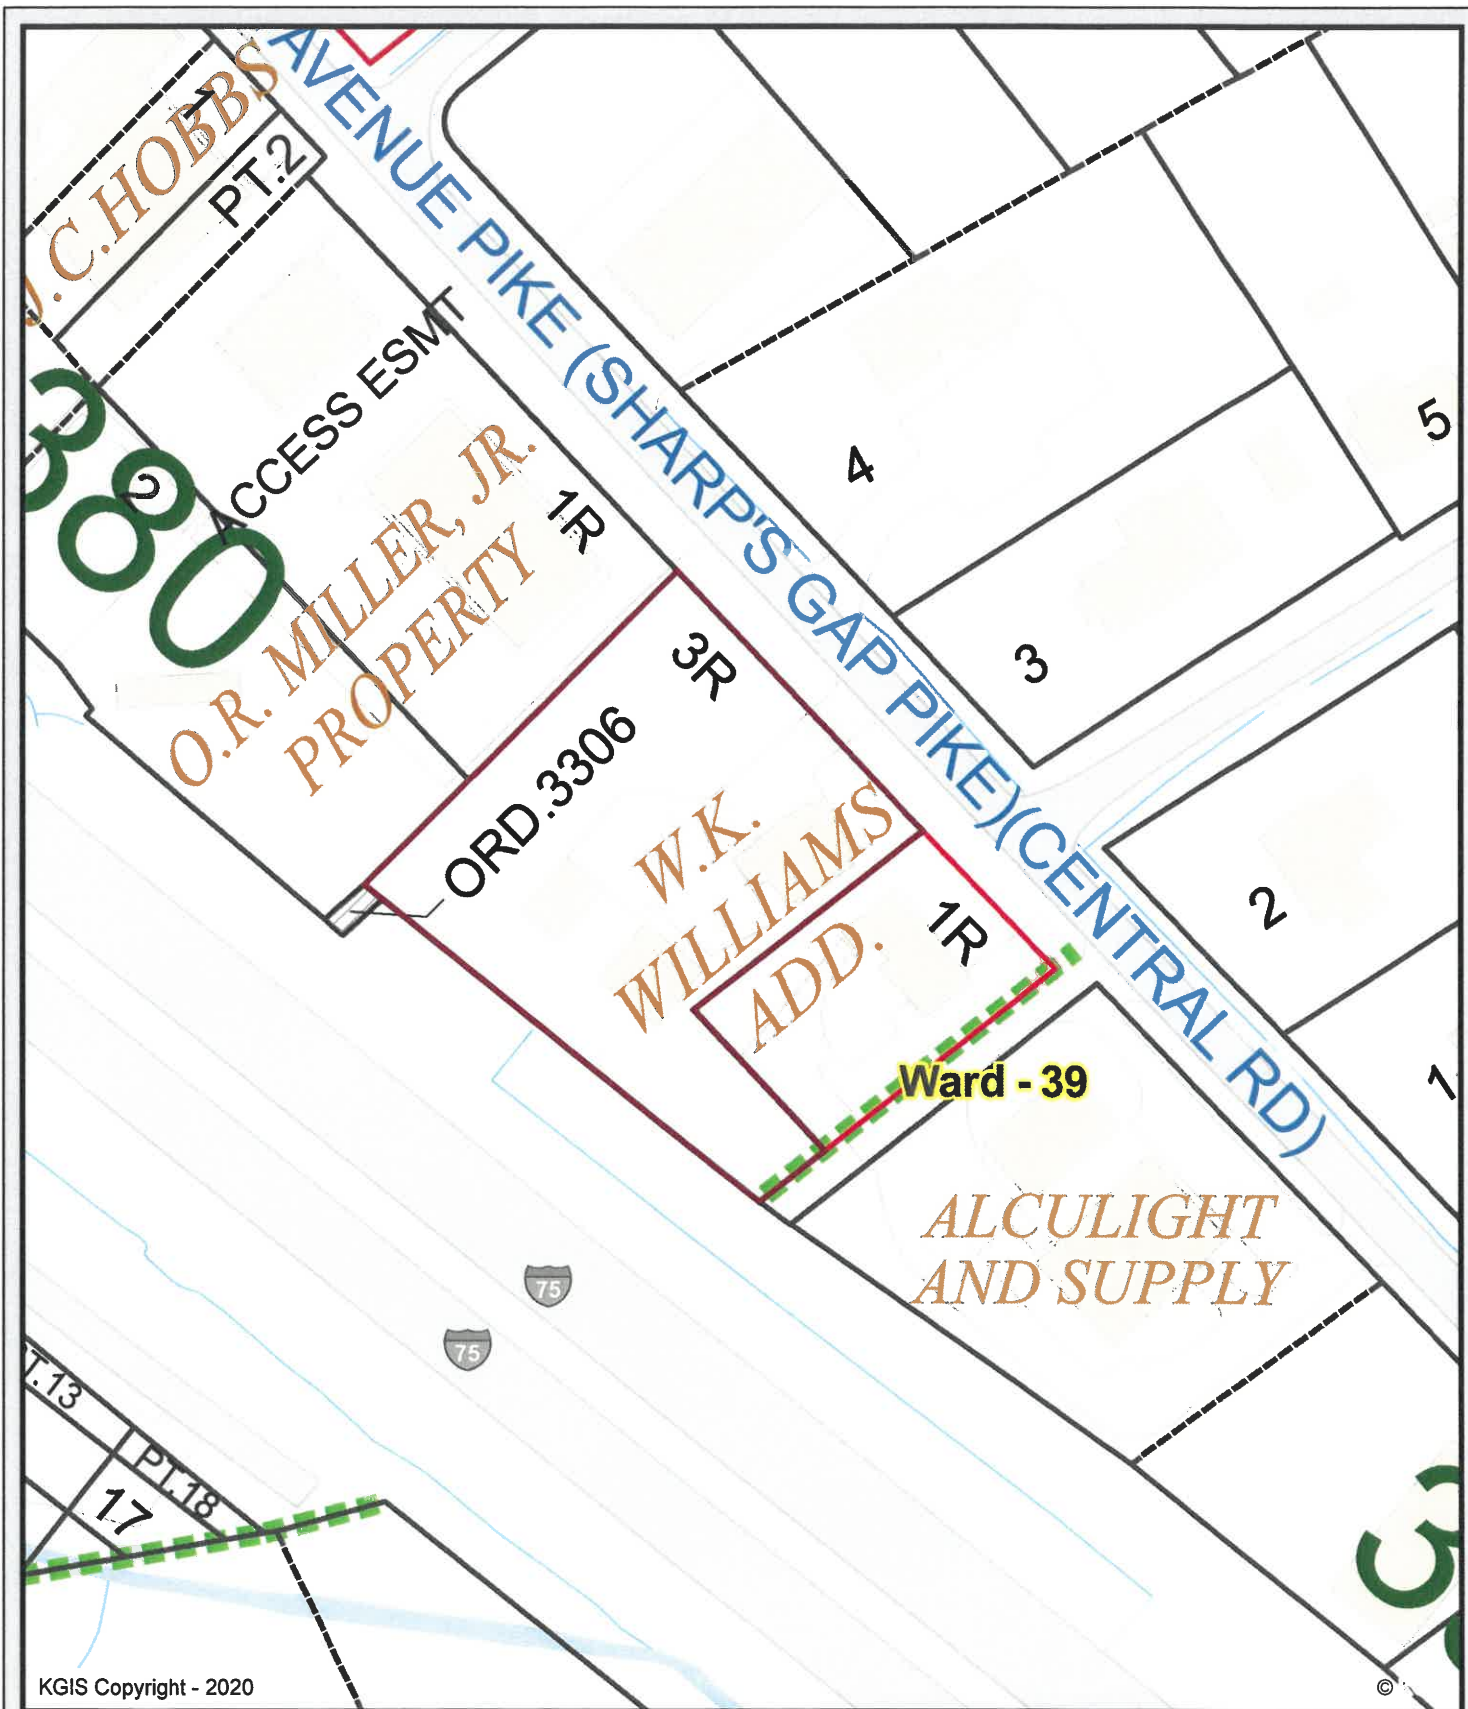 AVENUE PIKE (SHARP'S GAP PIKE)(CENTRAL RD)
J.C.HOBBS
1
PT.2
ACCESS ESMT
380
2
O.R. MILLER, JR.
PROPERTY
1R
4
5
3
3R
ORD.3306
W.K.
WILLIAMS
ADD.
1R
2
1
Ward - 39
ALCULIGHT
AND SUPPLY
75
75
T.13
PT.18
17
3
KGIS Copyright - 2020
©